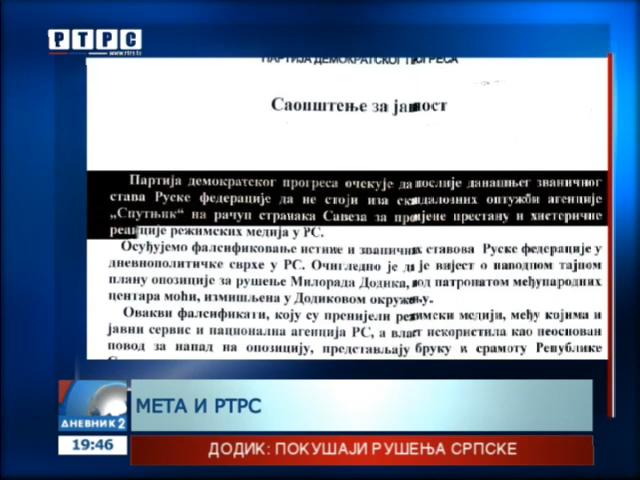 РТРС
www.rtrs.tv
ПАРТИЈА ДЕМОКРАТСКОГ ПРОГРЕСА
Саопштење за јавност
Партија демократског прогреса очекује да послије данашњег званичног
става Руске федерације да не стоји иза скандалозних оптужби агенције
„Спутњик“ на рачун странака Савеза за промјене престану и хистеричне
реакције режимских медија у РС.
Осуђујемо фалсификовање истине и званичних ставова Руске федерације у
дневнополитичке сврхе у РС. Очигледно је да је вијест о наводном тајном
плану опозиције за рушење Милорада Додика, под патронатом међународних
центара моћи, измишљена у Додиковом окружењу.
Овакви фалсификати, коју су пренијели режимски медији, међу којима и
јавни сервис и национална агенција РС, а власт искористила као неоснован
повод за напад на опозицију, представљају бруку и срамоту Републике
МЕТА И РТРС
ДНЕВНИК 2
19:46
ДОДИК: ПОКУШАЈИ РУШЕЊА СРПСКЕ